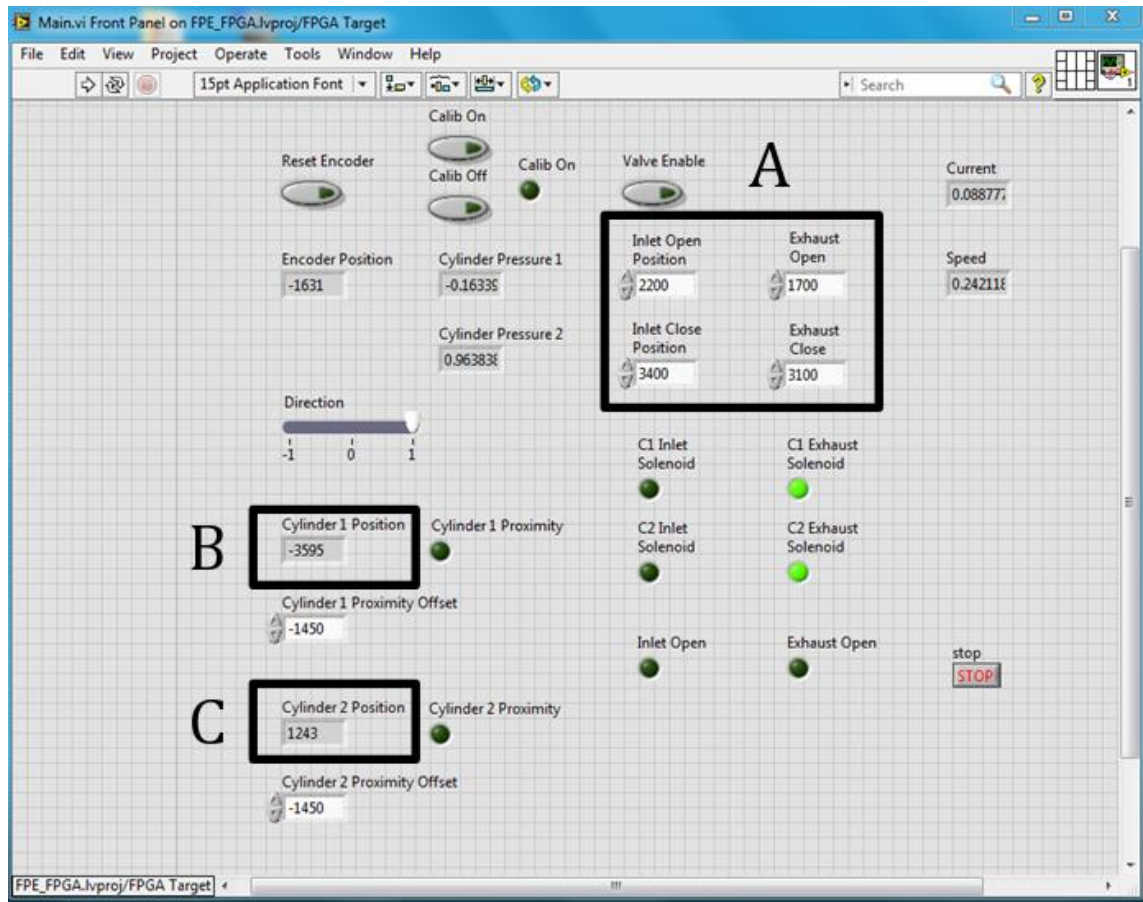 Main.vi Front Panel on FPE_FPGA.lvproj/FPGA Target
File Edit View Project Operate Tools Window Help
15pt Application Font
Search
1
Calib On
Reset Encoder
Calib Off
Calib On
Valve Enable
A
Current
0.088777
Inlet Open
Position
2200
Exhaust
Open
1700
Encoder Position
-1631
Cylinder Pressure 1
-0.16339
Speed
0.242118
Inlet Close
Position
3400
Exhaust
Close
3100
Cylinder Pressure 2
0.963838
Direction
-1 0 1
C1 Inlet
Solenoid
C1 Exhaust
Solenoid
B
Cylinder 1 Position
-3595
Cylinder 1 Proximity
C2 Inlet
Solenoid
C2 Exhaust
Solenoid
Cylinder 1 Proximity Offset
-1450
Inlet Open
Exhaust Open
stop
STOP
C
Cylinder 2 Position
1243
Cylinder 2 Proximity
Cylinder 2 Proximity Offset
-1450
FPE_FPGA.lvproj/FPGA Target